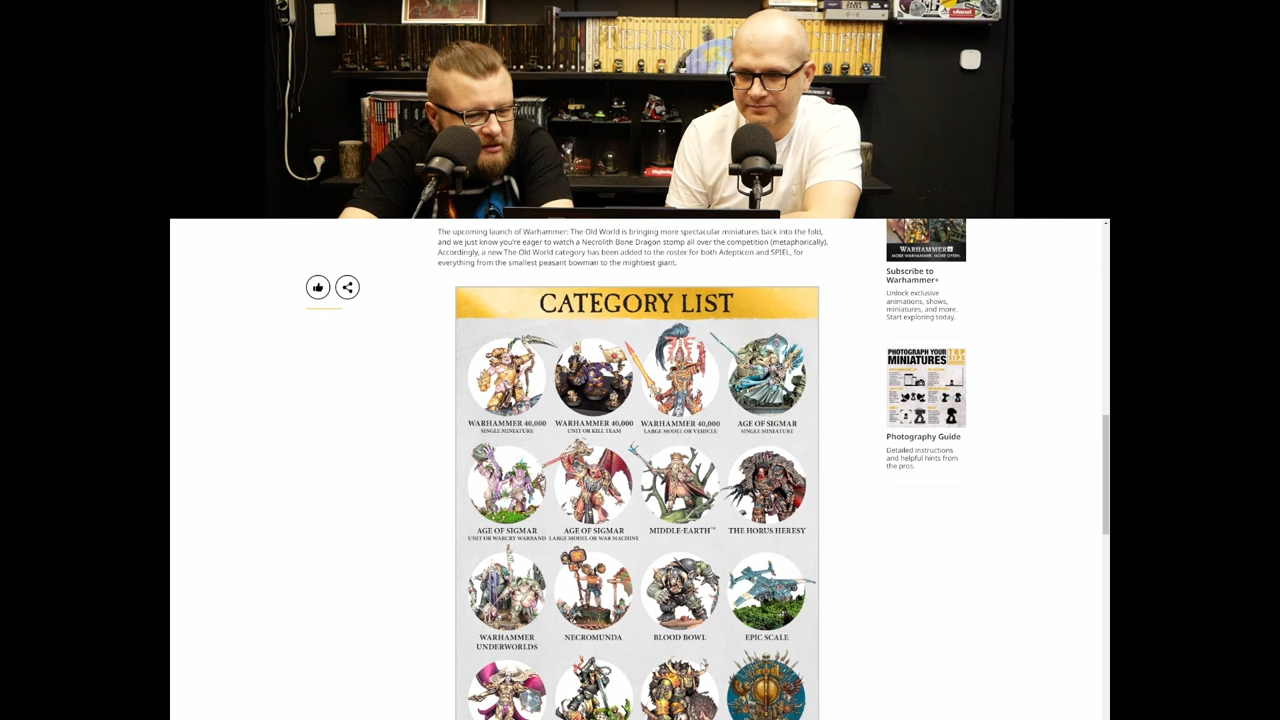 TERRY
The upcoming launch of Warhammer: The Old World is bringing more spectacular miniatures back into the fold,
and we just know you're eager to watch a Necrolith Bone Dragon stomp all over the competition (metaphorically).
Accordingly, a new The Old World category has been added to the roster for both Adepticon and SPIEL, for
everything from the smallest peasant bowman to the mightiest giant.
CATEGORY LIST
WARHAMMER 40,000
SINGLE MINIATURE
WARHAMMER 40,000
UNIT OR KILL TEAM
WARHAMMER 40,000
LARGE MODEL OR VEHICLE
AGE OF SIGMAR
SINGLE MINIATURE
AGE OF SIGMAR
UNIT OR WARCRY WARBAND
AGE OF SIGMAR
LARGE MODEL OR WAR MACHINE
MIDDLE-EARTH™
THE HORUS HERESY
WARHAMMER
UNDERWORLDS
NECROMUNDA
BLOOD BOWL
EPIC SCALE
WARHAMMER+
MORE WARHAMMER. MORE OFTEN.
Subscribe to
Warhammer+
Unlock exclusive
animations, shows,
miniatures, and more.
Start exploring today.
PHOTOGRAPH YOUR
MINIATURES
TOP
TIPS
Photography Guide
Detailed instructions
and helpful hints from
the pros.